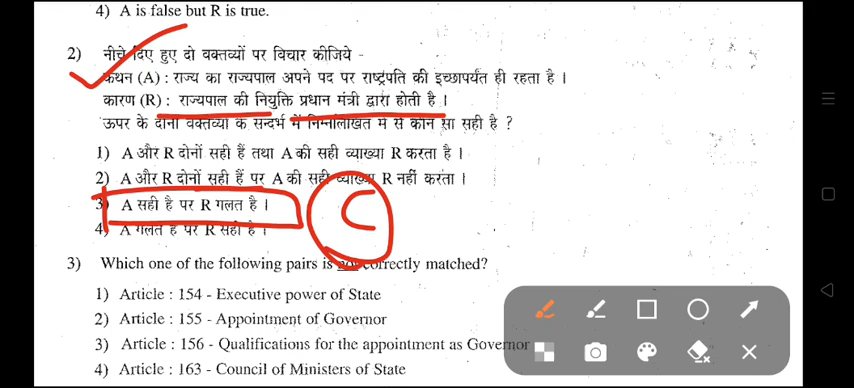 4) A is false but R is true.
2) नीचे दिए हुए दो वक्तव्यों पर विचार कीजिये -
कथन (A) : राज्य का राज्यपाल अपने पद पर राष्ट्रपति की इच्छापर्यंत ही रहता है ।
कारण (R) : राज्यपाल की नियुक्ति प्रधान मंत्री द्वारा होती है ।
ऊपर के दोनों वक्तव्यों के सन्दर्भ में निम्नलिखित में से कौन सा सही है ?
1) A और R दोनों सही हैं तथा A की सही व्याख्या R करता है ।
2) A और R दोनों सही हैं पर A की सही व्याख्या R नहीं करता ।
3) A सही है पर R गलत है ।
4) A गलत है पर R सही है ।
C
3) Which one of the following pairs is not correctly matched?
1) Article : 154 - Executive power of State
2) Article : 155 - Appointment of Governor
3) Article : 156 - Qualifications for the appointment as Governor
4) Article : 163 - Council of Ministers of State